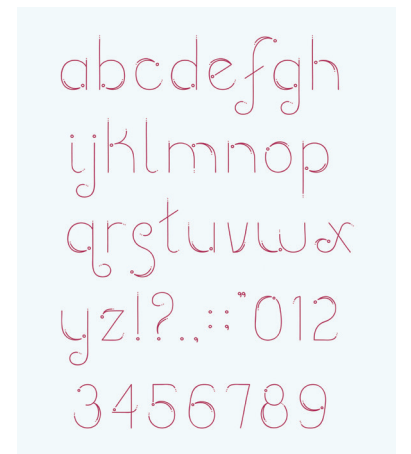 abcdefgh
ijklmnop
qrstuvwx
yz!?.,:;"012
3456789